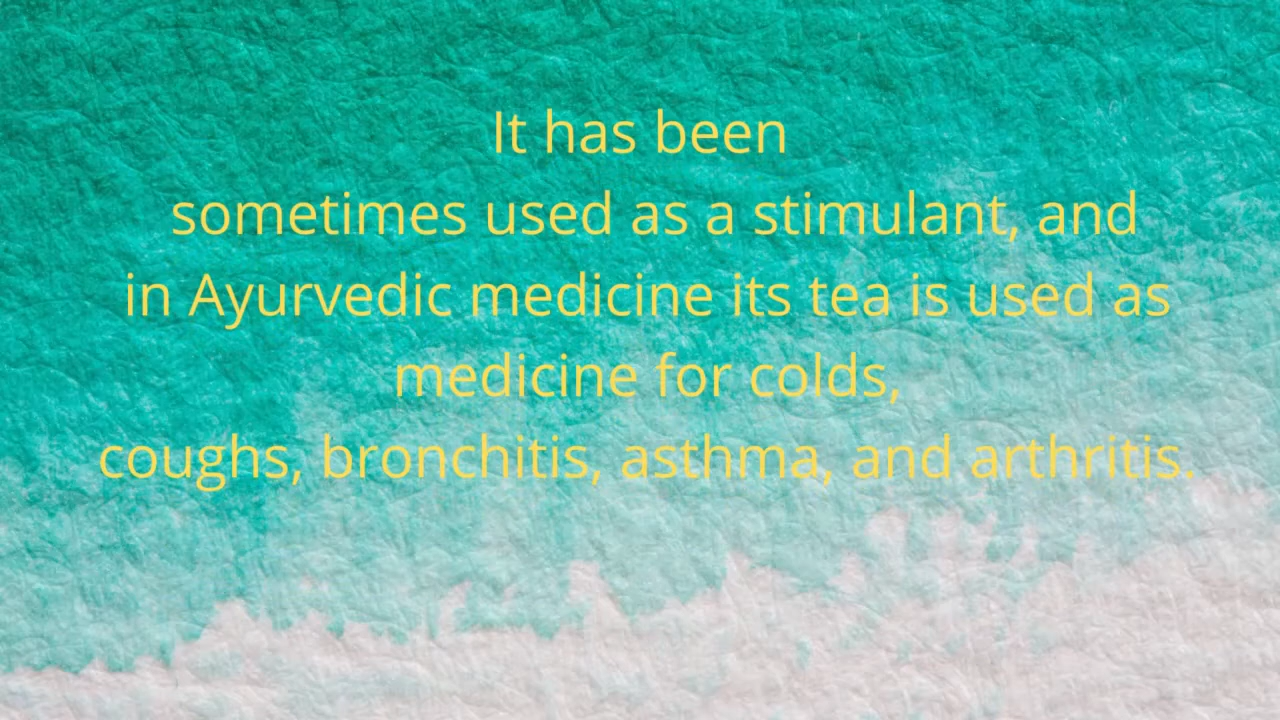 It has been
sometimes used as a stimulant, and
in Ayurvedic medicine its tea is used as
medicine for colds,
coughs, bronchitis, asthma, and arthritis.